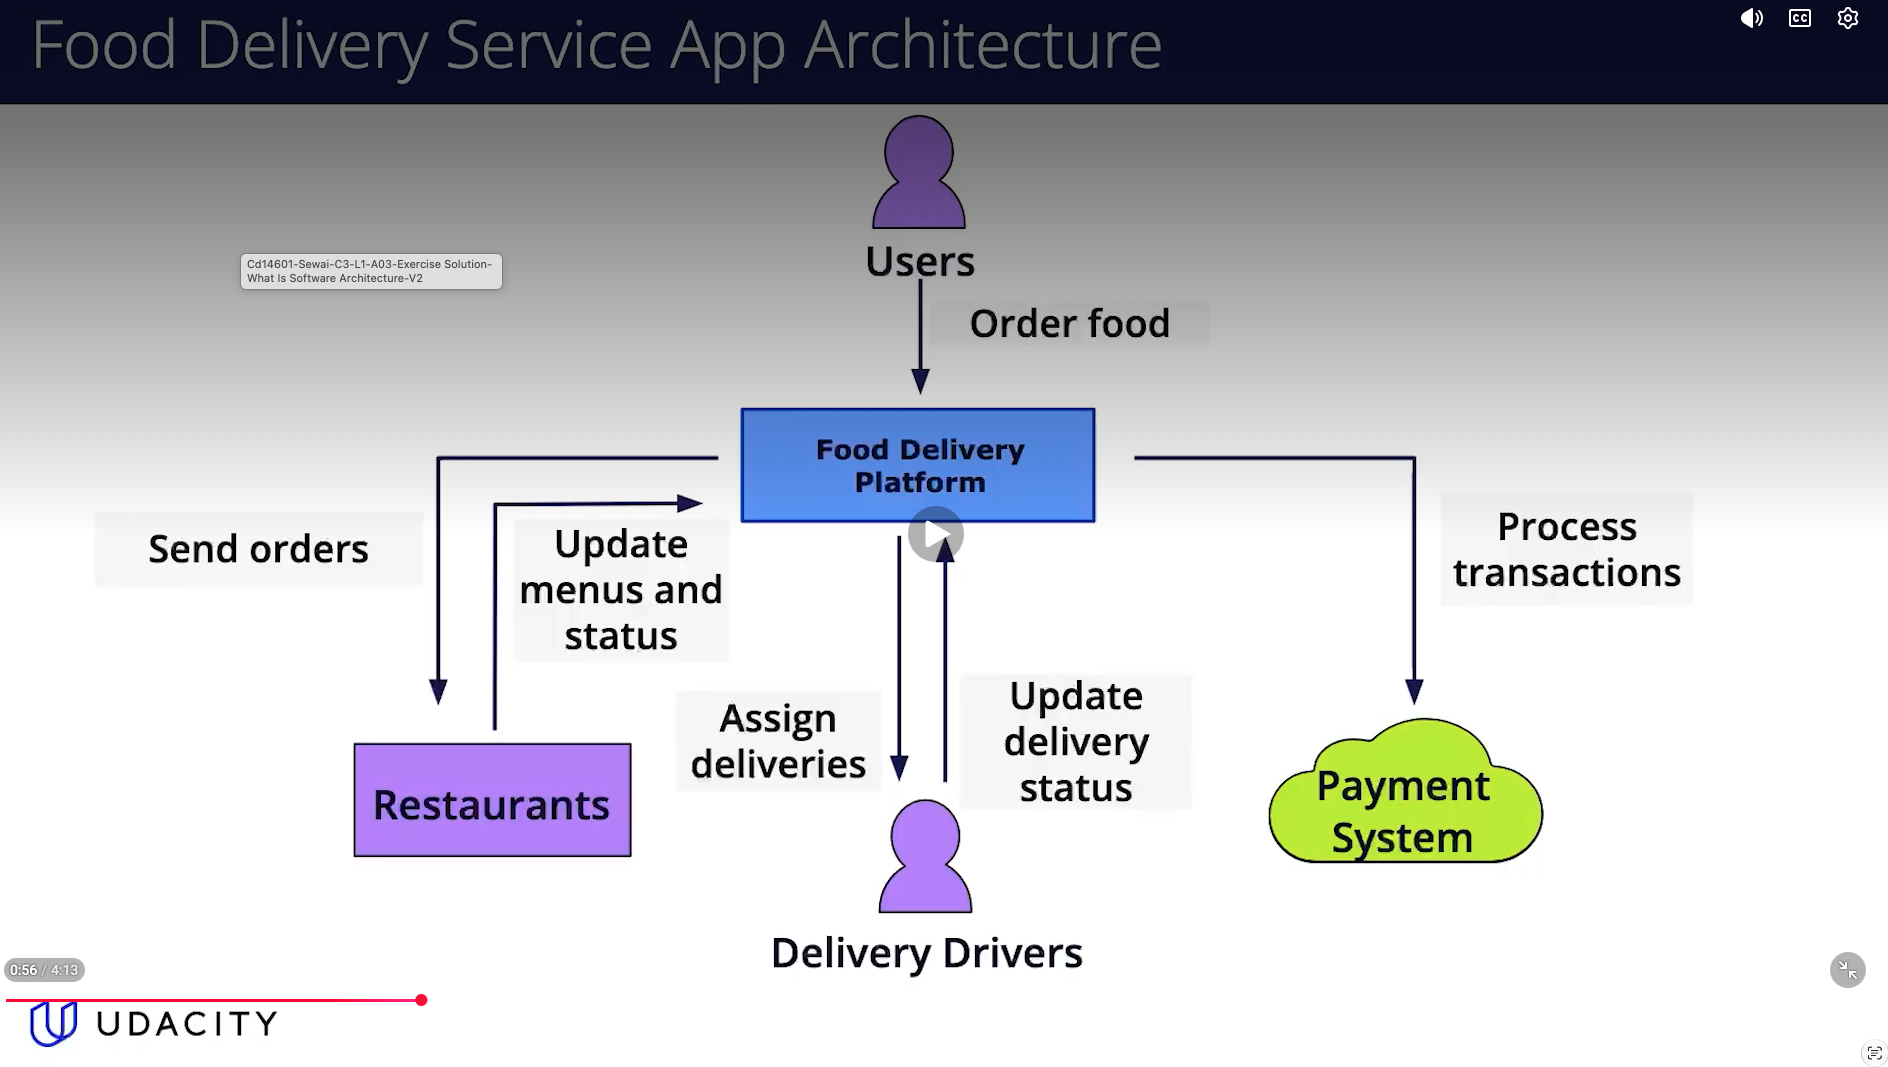 Food Delivery Service App Architecture
CC
Users
Cd14601-Sewai-C3-L1-A03-Exercise Solution-
What Is Software Architecture-V2
Order food
Food Delivery
Platform
Send orders
Update
menus and
status
Process
transactions
Assign
deliveries
Update
delivery
status
Restaurants
Payment
System
Delivery Drivers
0:56 / 4:13
UDACITY